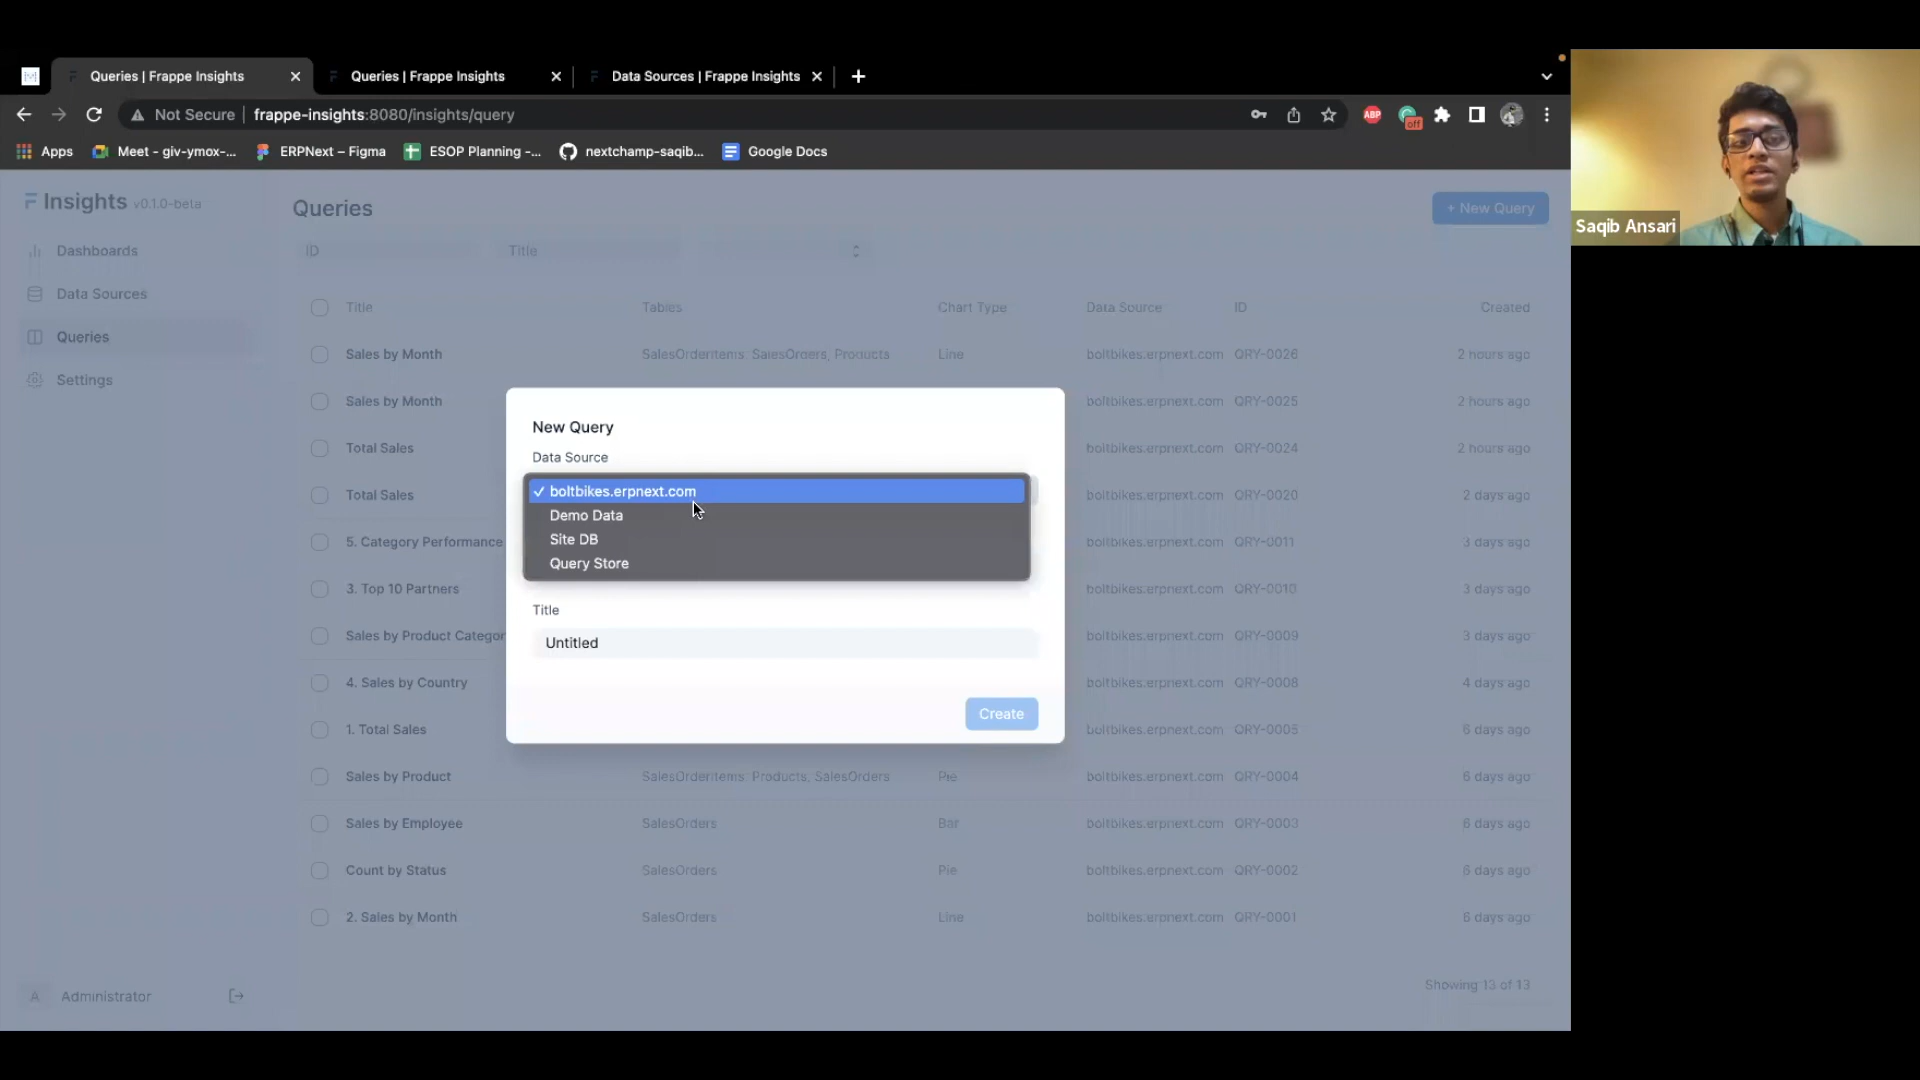 Queries | Frappe Insights
Queries | Frappe Insights
Data Sources | Frappe Insights
Not Secure
frappe-insights:8080/insights/query
ABP
off
Apps
Meet - giv-ymox-...
ERPNext – Figma
ESOP Planning -...
nextchamp-saqib...
Google Docs
Saqib Ansari
Insights v0.1.0-beta
Dashboards
Data Sources
Queries
Settings
Queries
+ New Query
ID
Title
Title Tables Chart Type Data Source ID Created
Sales by Month SalesOrderItems, SalesOrders, Products Line boltbikes.erpnext.com QRY-0026 2 hours ago
Sales by Month boltbikes.erpnext.com QRY-0025 2 hours ago
Total Sales boltbikes.erpnext.com QRY-0024 2 hours ago
Total Sales boltbikes.erpnext.com QRY-0020 2 days ago
5. Category Performance boltbikes.erpnext.com QRY-0011 3 days ago
3. Top 10 Partners boltbikes.erpnext.com QRY-0010 3 days ago
Sales by Product Categor boltbikes.erpnext.com QRY-0009 3 days ago
4. Sales by Country boltbikes.erpnext.com QRY-0008 4 days ago
1. Total Sales boltbikes.erpnext.com QRY-0005 6 days ago
Sales by Product SalesOrderItems, Products, SalesOrders Pie boltbikes.erpnext.com QRY-0004 6 days ago
Sales by Employee SalesOrders Bar boltbikes.erpnext.com QRY-0003 6 days ago
Count by Status SalesOrders Pie boltbikes.erpnext.com QRY-0002 6 days ago
2. Sales by Month SalesOrders Line boltbikes.erpnext.com QRY-0001 6 days ago
New Query
Data Source
✓ boltbikes.erpnext.com
Demo Data
Site DB
Query Store
Title
Untitled
Create
Showing 13 of 13
A
Administrator